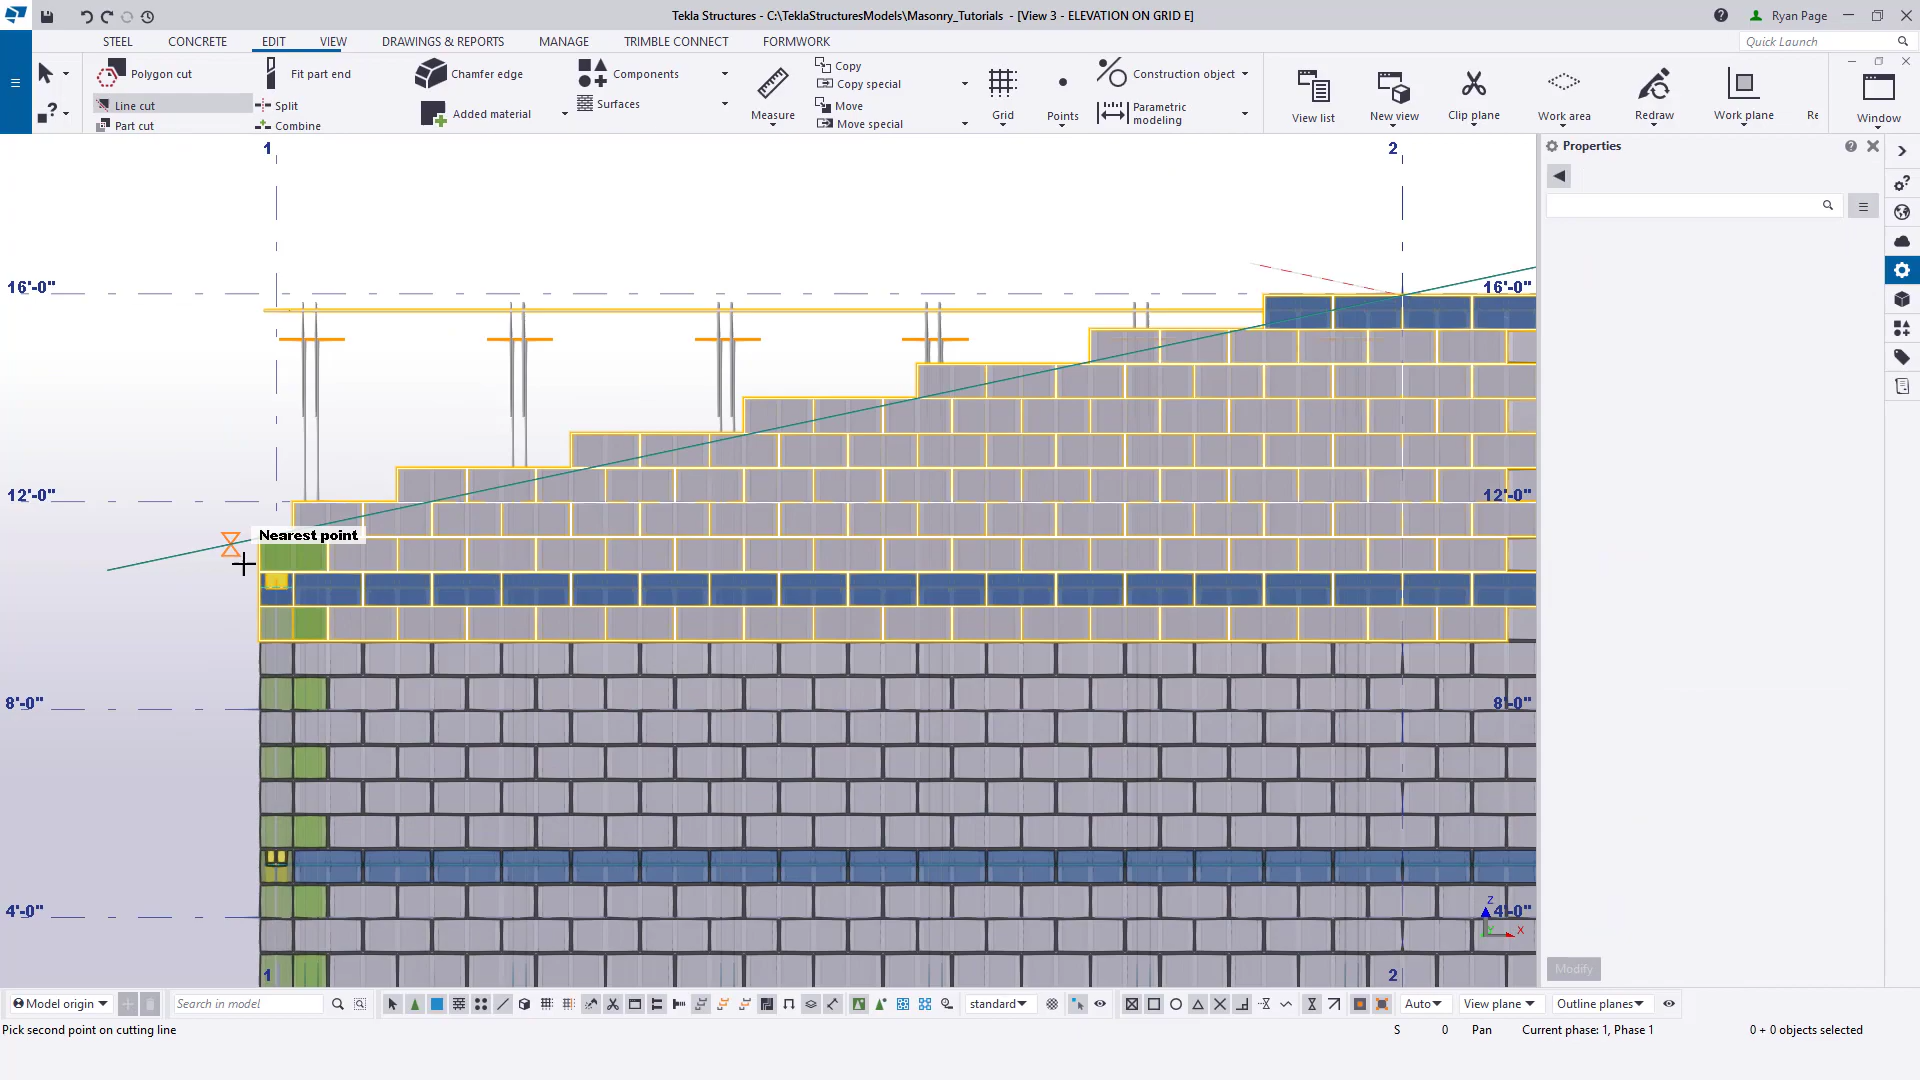 Tekla Structures - C:\TeklaStructuresModels\Masonry_Tutorials - [View 3 - ELEVATION ON GRID E]
Ryan Page
STEEL CONCRETE EDIT VIEW DRAWINGS & REPORTS MANAGE TRIMBLE CONNECT FORMWORK
Quick Launch
Polygon cut
Line cut
Part cut
Fit part end
Split
Combine
Chamfer edge
Added material
Components
Surfaces
Measure
Copy
Copy special
Move
Move special
Grid
Points
Construction object
Parametric
modeling
View list
New view
Clip plane
Work area
Redraw
Work plane
Re
Window
Properties
1 2
16'-0" 16'-0"
12'-0" 12'-0"
Nearest point
8'-0" 8'-0"
4'-0" 4'-0"
Z
Y
X
1 2
Modify
Model origin Search in model standard Auto View plane Outline planes
Pick second point on cutting line S 0 Pan Current phase: 1, Phase 1 0 + 0 objects selected